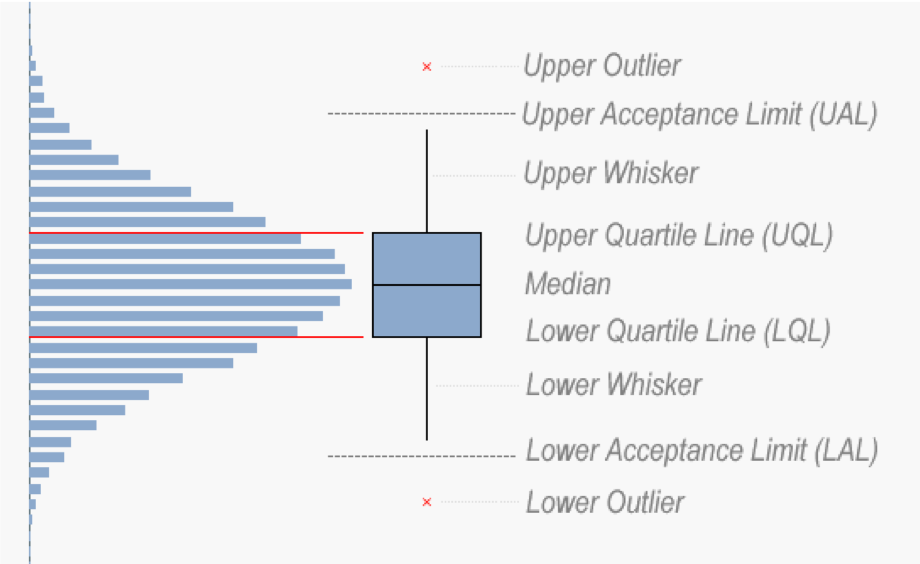 Upper Outlier
Upper Acceptance Limit (UAL)
Upper Whisker
Upper Quartile Line (UQL)
Median
Lower Quartile Line (LQL)
Lower Whisker
Lower Acceptance Limit (LAL)
Lower Outlier